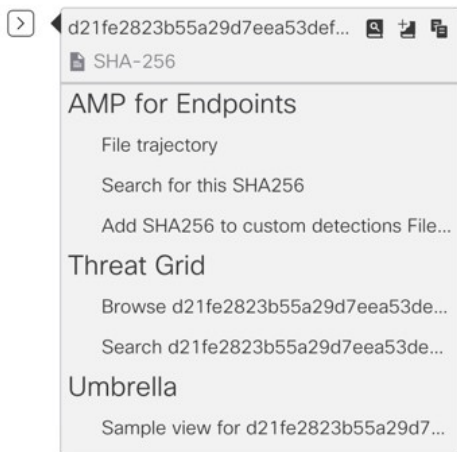 d21fe2823b55a29d7eea53def...
SHA-256
AMP for Endpoints
File trajectory
Search for this SHA256
Add SHA256 to custom detections File...
Threat Grid
Browse d21fe2823b55a29d7eea53de...
Search d21fe2823b55a29d7eea53de...
Umbrella
Sample view for d21fe2823b55a29d7...